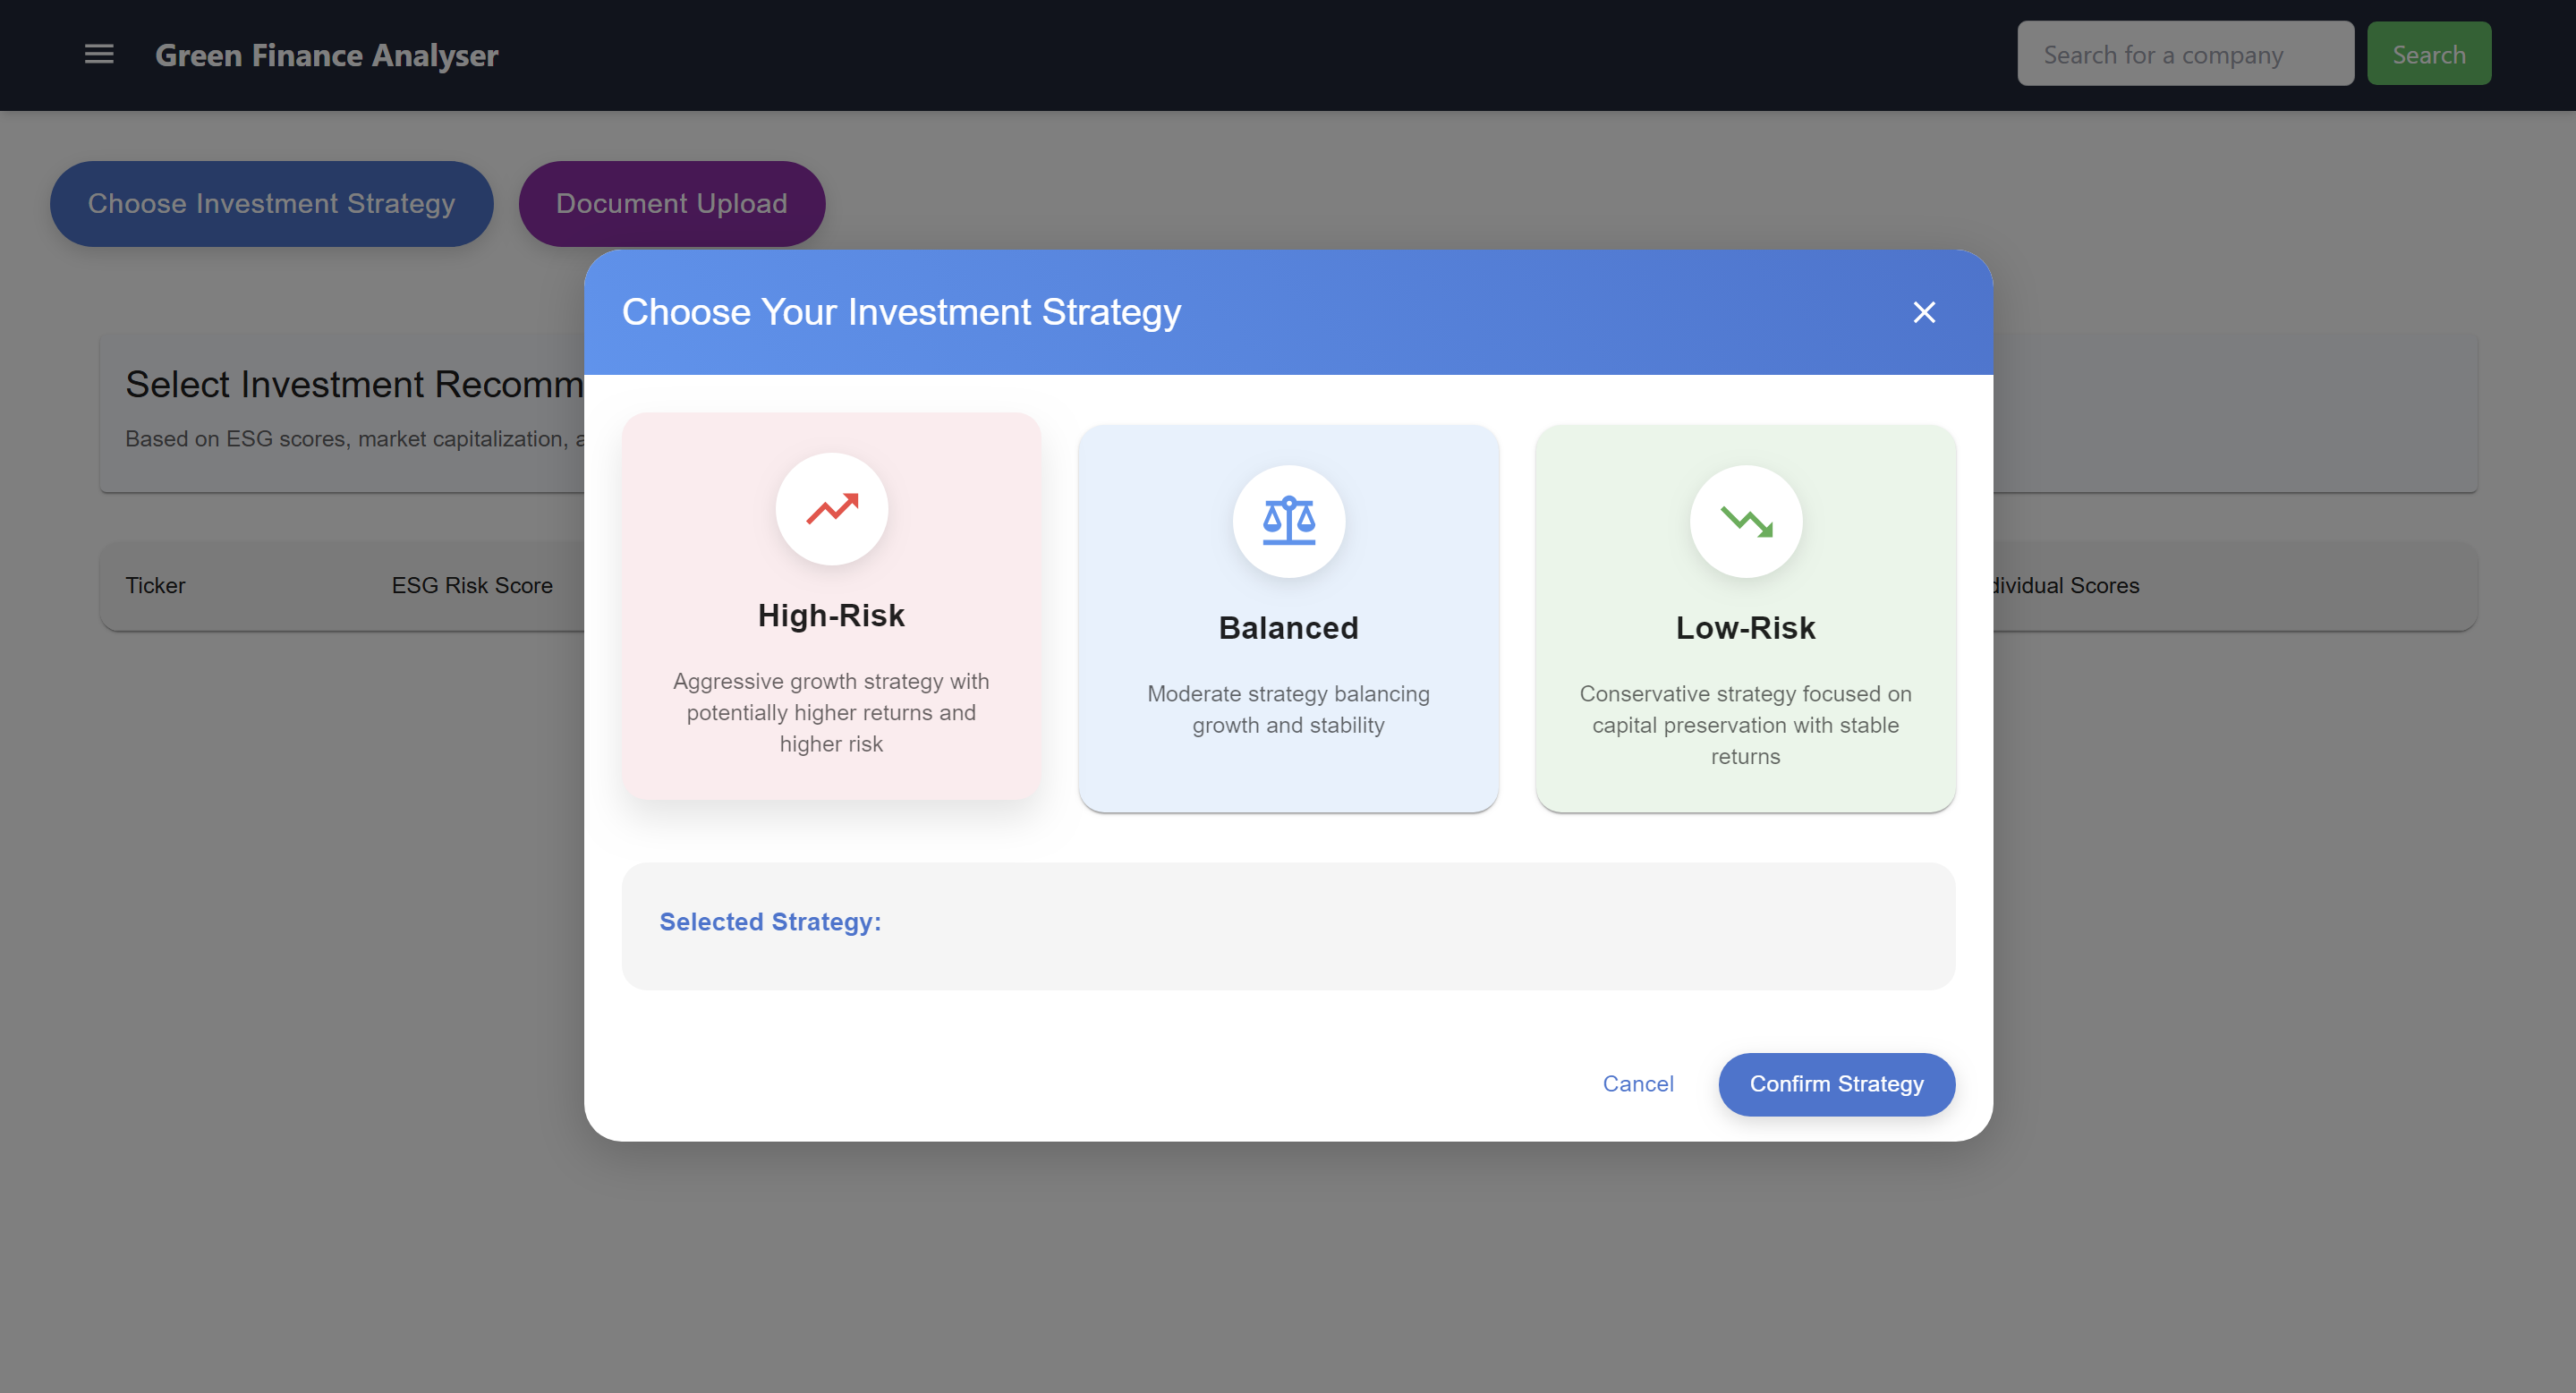 Green Finance Analyser
Search for a company
Search
Choose Investment Strategy
Document Upload
Choose Your Investment Strategy
Select Investment Recomm
Based on ESG scores, market capitalization, a
Ticker
ESG Risk Score
dividual Scores
High-Risk
Aggressive growth strategy with
potentially higher returns and
higher risk
Balanced
Moderate strategy balancing
growth and stability
Low-Risk
Conservative strategy focused on
capital preservation with stable
returns
Selected Strategy:
Cancel
Confirm Strategy